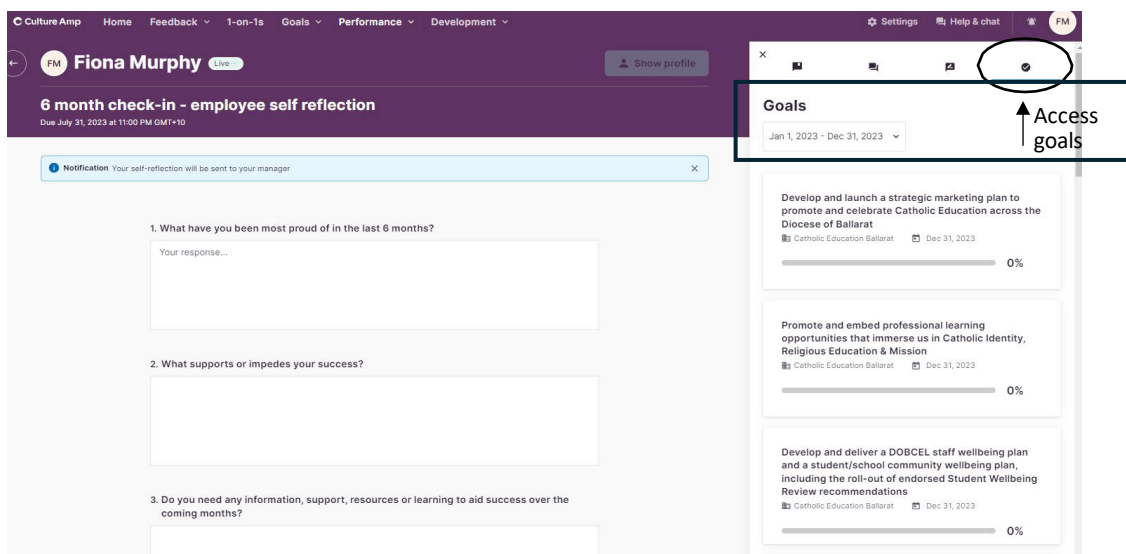 Culture Amp Home Feedback 1-on-1s Goals Performance Development Settings Help & chat FM
FM Fiona Murphy Live Show profile
6 month check-in - employee self reflection
Due July 31, 2023 at 11:00 PM GMT+10
Notification Your self-reflection will be sent to your manager
1. What have you been most proud of in the last 6 months?
Your response...
2. What supports or impedes your success?
3. Do you need any information, support, resources or learning to aid success over the
coming months?
Goals
Jan 1, 2023 - Dec 31, 2023
Access
goals
Develop and launch a strategic marketing plan to
promote and celebrate Catholic Education across the
Diocese of Ballarat
Catholic Education Ballarat Dec 31, 2023
0%
Promote and embed professional learning
opportunities that immerse us in Catholic Identity,
Religious Education & Mission
Catholic Education Ballarat Dec 31, 2023
0%
Develop and deliver a DOBCEL staff wellbeing plan
and a student/school community wellbeing plan,
including the roll-out of endorsed Student Wellbeing
Review recommendations
Catholic Education Ballarat Dec 31, 2023
0%